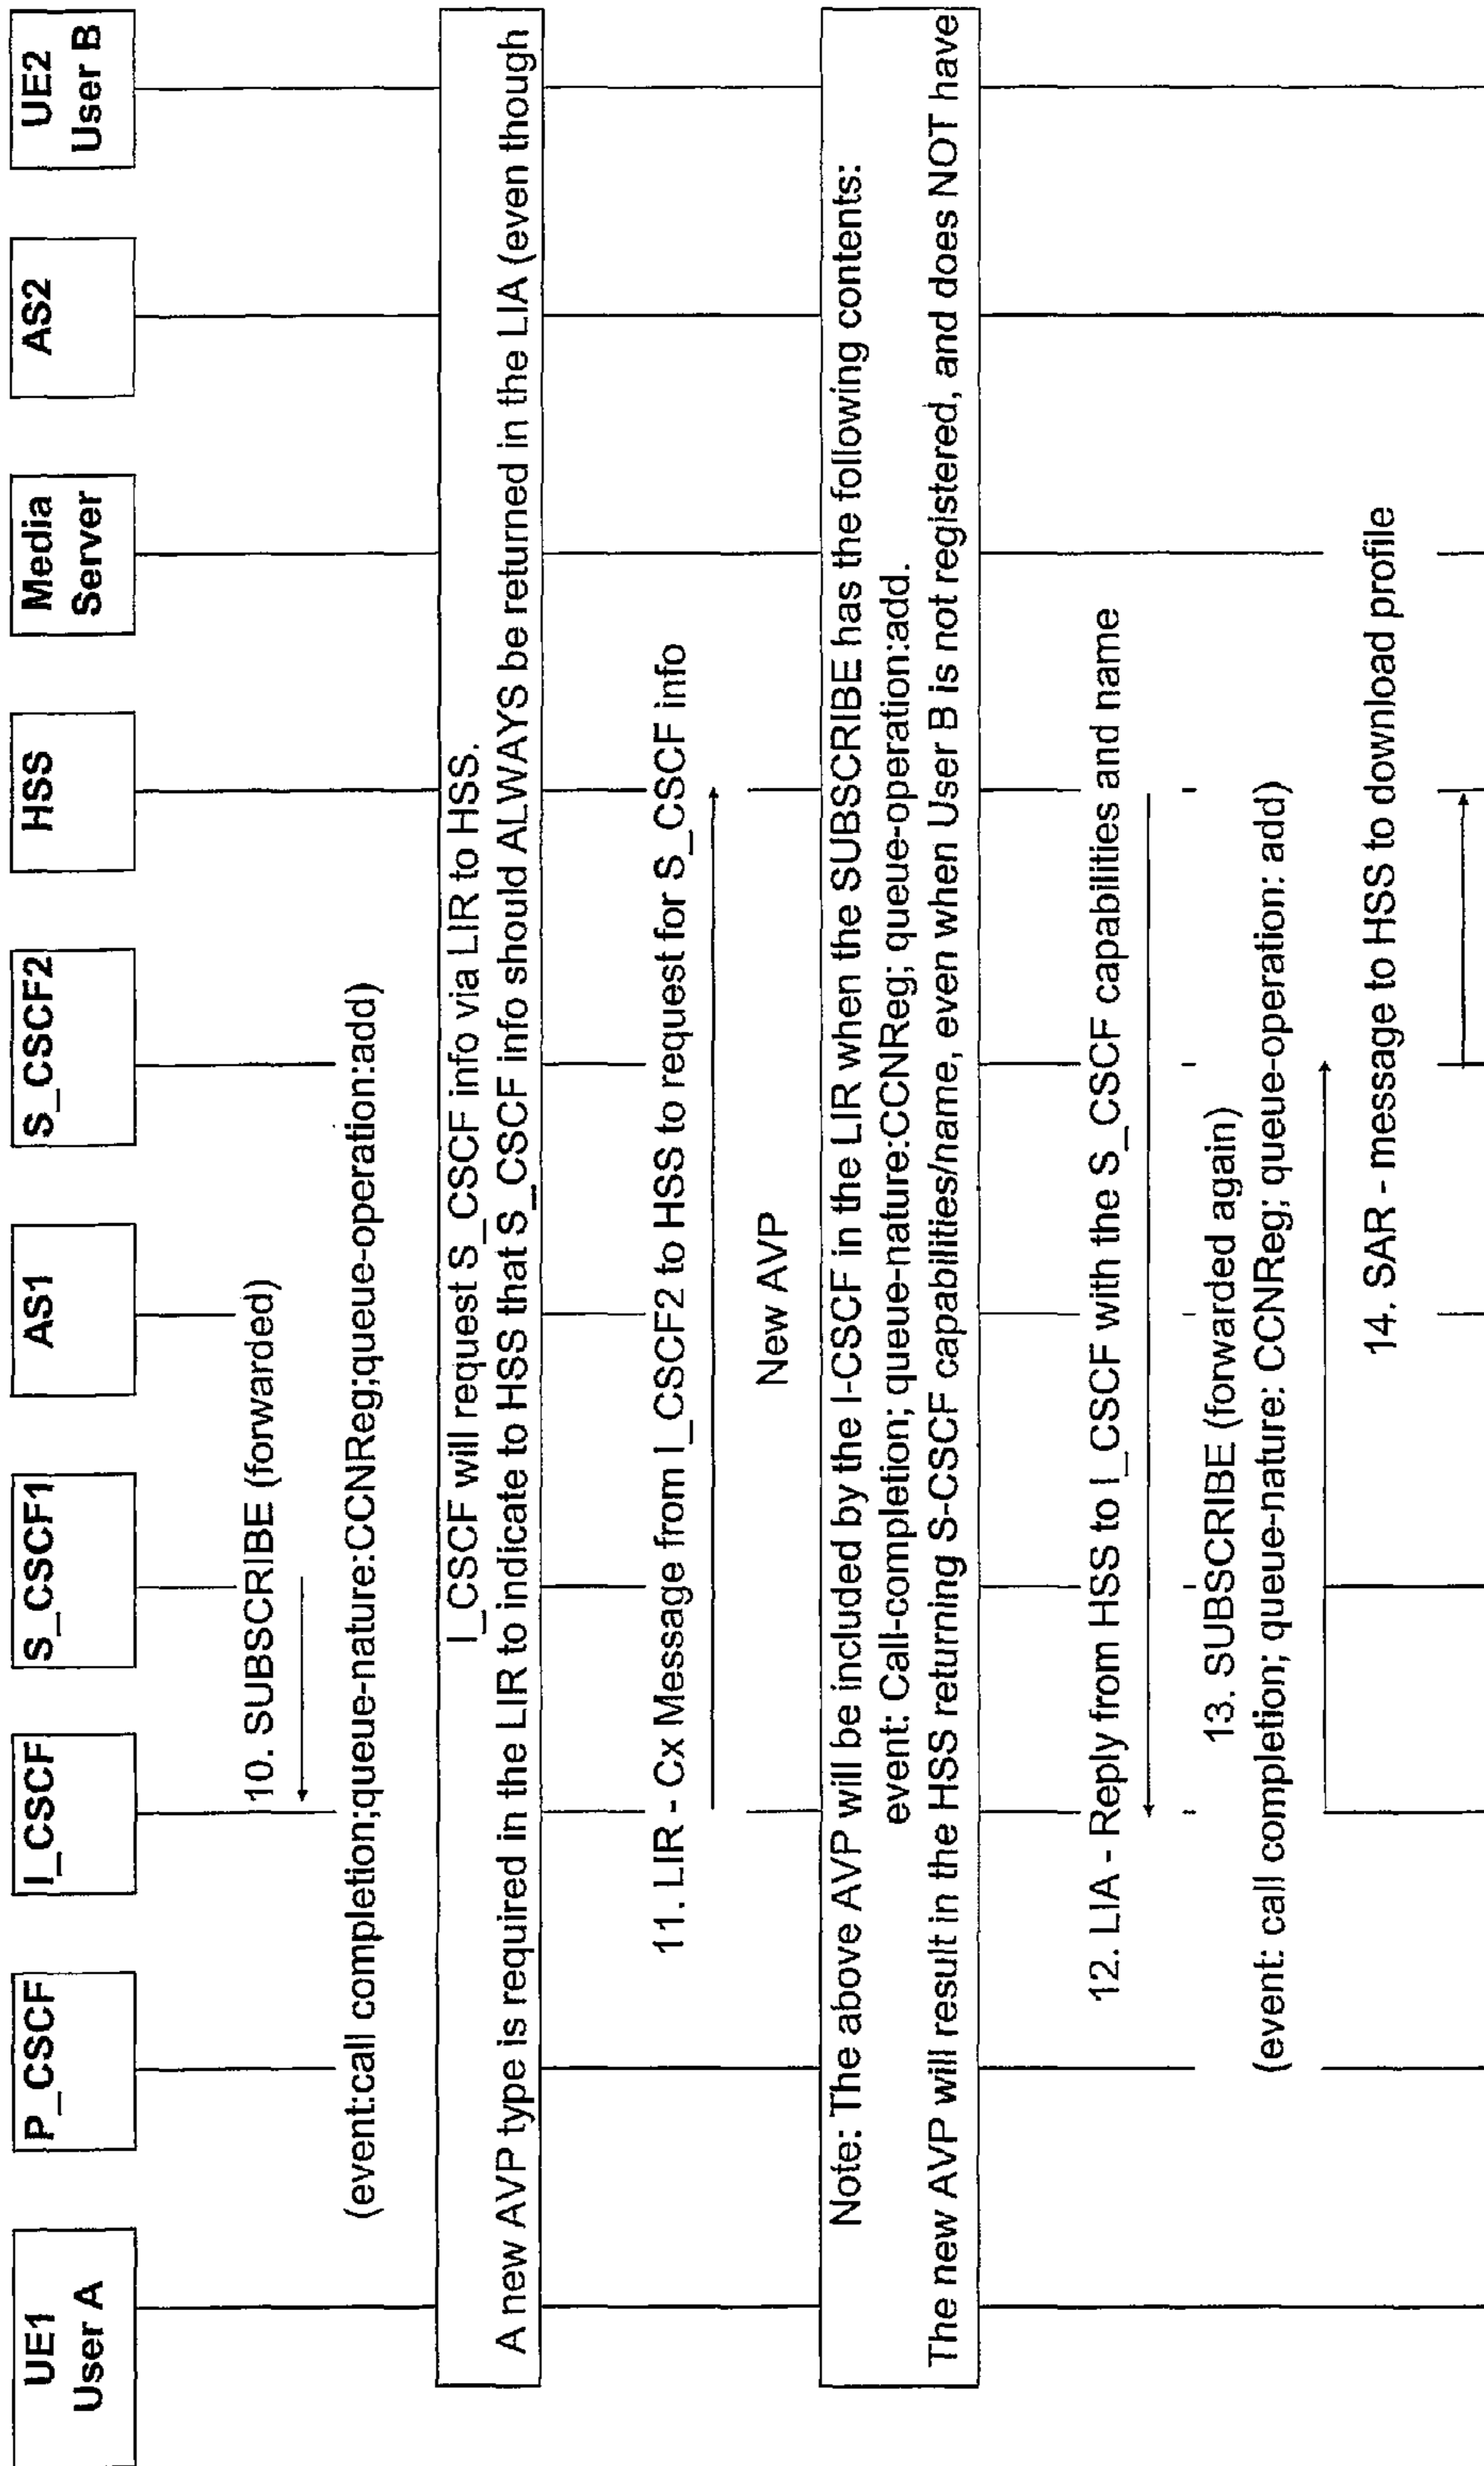 UE1
User A
P_CSCF
I_CSCF
S_CSCF1
AS1
S_CSCF2
HSS
Media
Server
AS2
UE2
User B
10. SUBSCRIBE (forwarded)
(event:call completion;queue-nature:CCNReg;queue-operation:add)
I_CSCF will request S_CSCF info via LIR to HSS.
A new AVP type is required in the LIR to indicate to HSS that S_CSCF info should ALWAYS be returned in the LIA (even though
11. LIR - Cx Message from I_CSCF2 to HSS to request for S_CSCF info
New AVP
Note: The above AVP will be included by the I-CSCF in the LIR when the SUBSCRIBE has the following contents:
event: Call-completion; queue-nature:CCNReg; queue-operation:add.
The new AVP will result in the HSS returning S-CSCF capabilities/name, even when User B is not registered, and does NOT have
12. LIA - Reply from HSS to I_CSCF with the S_CSCF capabilities and name
13. SUBSCRIBE (forwarded again)
(event: call completion; queue-nature: CCNReg; queue-operation: add)
14. SAR - message to HSS to download profile